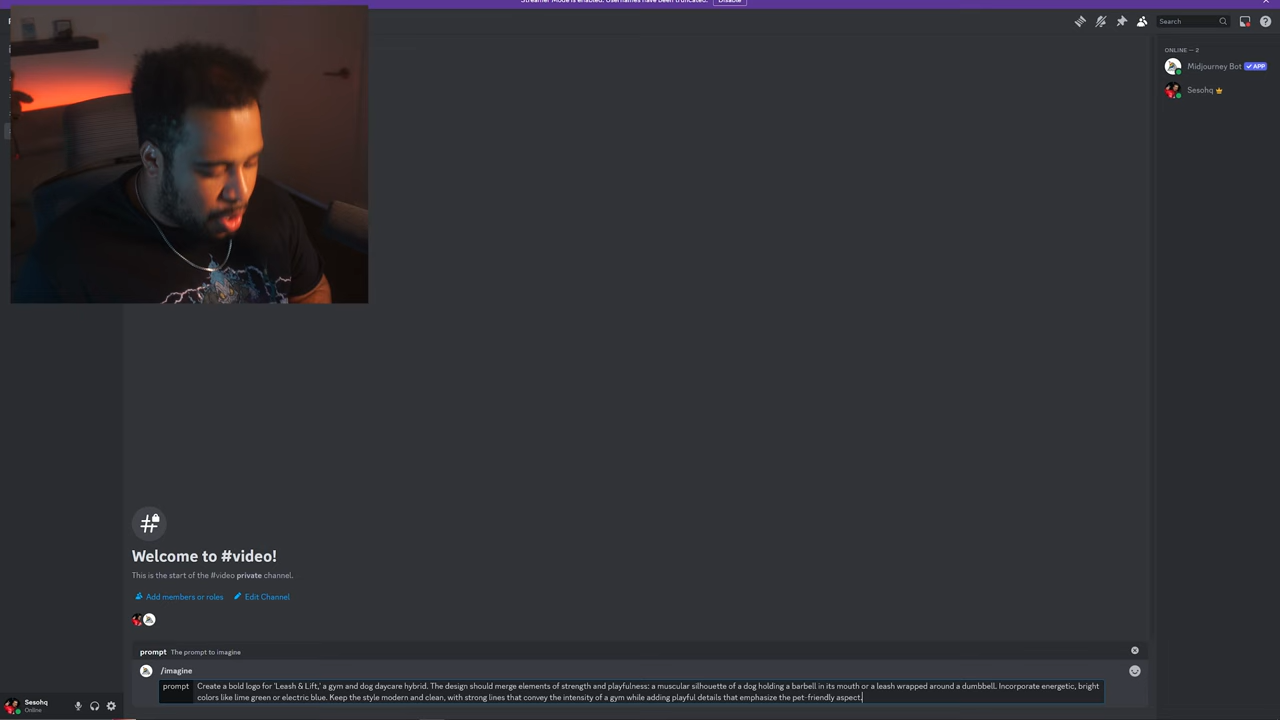 Streamer Mode is enabled. Usernames have been truncated. Disable
Search
ONLINE — 2
Midjourney Bot ✓ APP
Sesohq
Welcome to #video!
This is the start of the #video private channel.
Add members or roles Edit Channel
prompt The prompt to imagine
/imagine
prompt Create a bold logo for 'Leash & Lift,' a gym and dog daycare hybrid. The design should merge elements of strength and playfulness: a muscular silhouette of a dog holding a barbell in its mouth or a leash wrapped around a dumbbell. Incorporate energetic, bright
colors like lime green or electric blue. Keep the style modern and clean, with strong lines that convey the intensity of a gym while adding playful details that emphasize the pet-friendly aspect.
Sesohq
Online